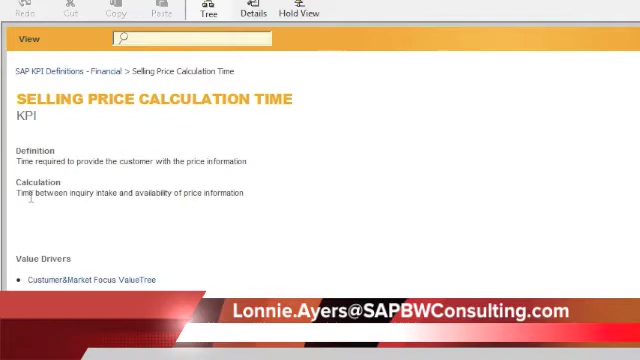 Redo Cut Copy Paste Tree Details Hold View
View
SAP KPI Definitions - Financial > Selling Price Calculation Time
SELLING PRICE CALCULATION TIME
KPI
Definition
Time required to provide the customer with the price information
Calculation
Time between inquiry intake and availability of price information
Value Drivers
Custumer&Market Focus ValueTree
Lonnie.Ayers@SAPBWConsulting.com